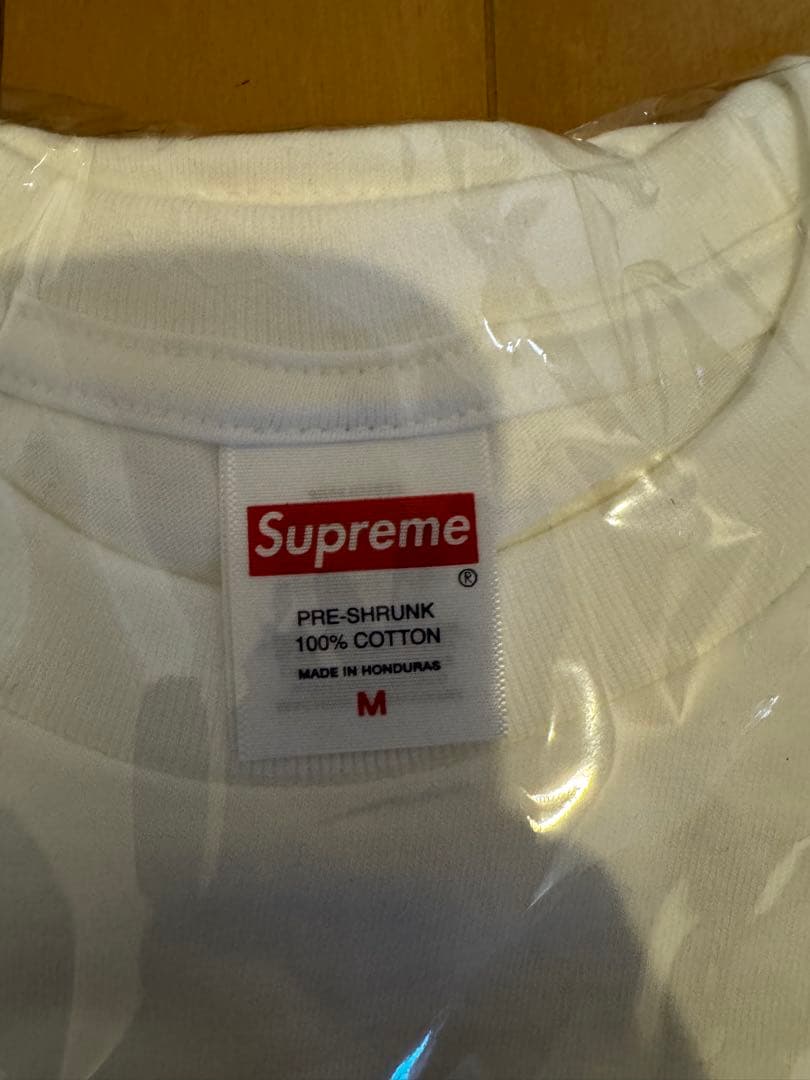 Supreme
®
PRE-SHRUNK
100% COTTON
MADE IN HONDURAS
M